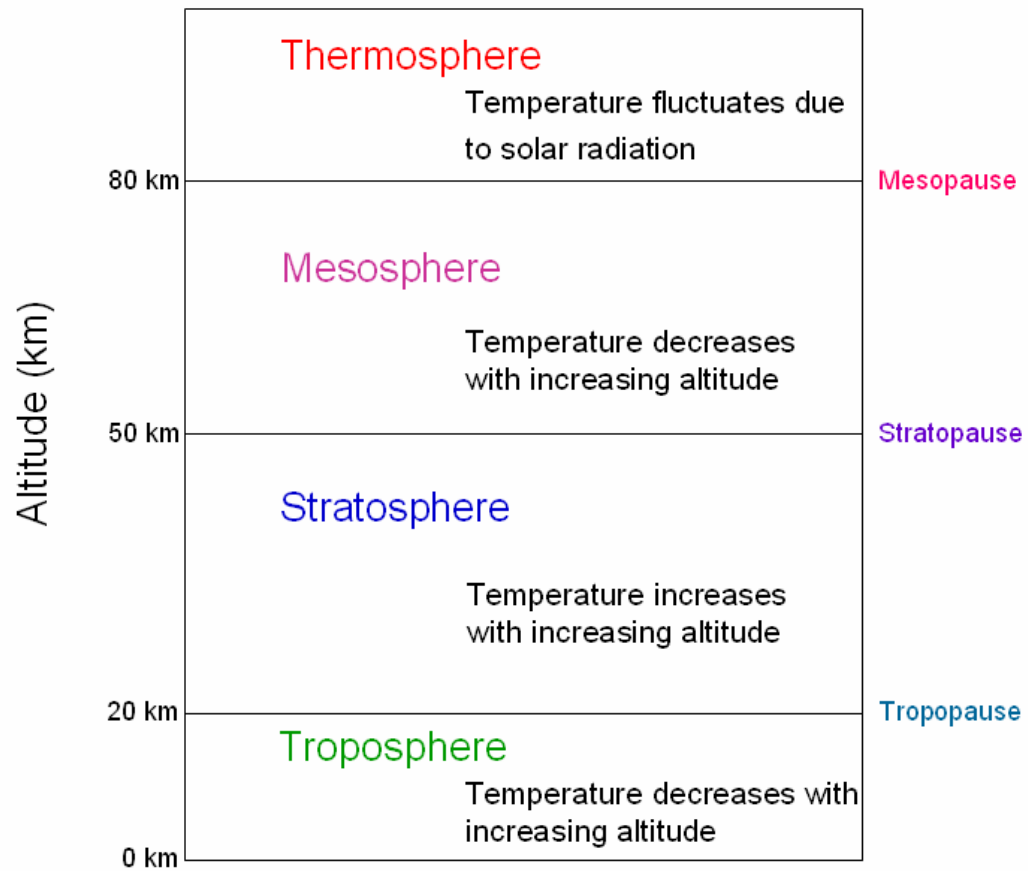 Thermosphere
Temperature fluctuates due
to solar radiation
80 km
Mesopause
Mesosphere
Temperature decreases
with increasing altitude
Altitude (km)
50 km
Stratopause
Stratosphere
Temperature increases
with increasing altitude
20 km
Tropopause
Troposphere
Temperature decreases with
increasing altitude
0 km